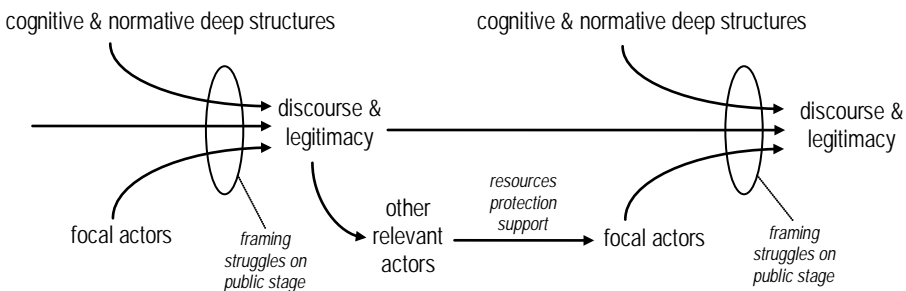 cognitive & normative deep structures
cognitive & normative deep structures
discourse &
legitimacy
discourse &
legitimacy
focal actors
framing
struggles on
public stage
other
relevant
actors
resources
protection
support
focal actors
framing
struggles on
public stage